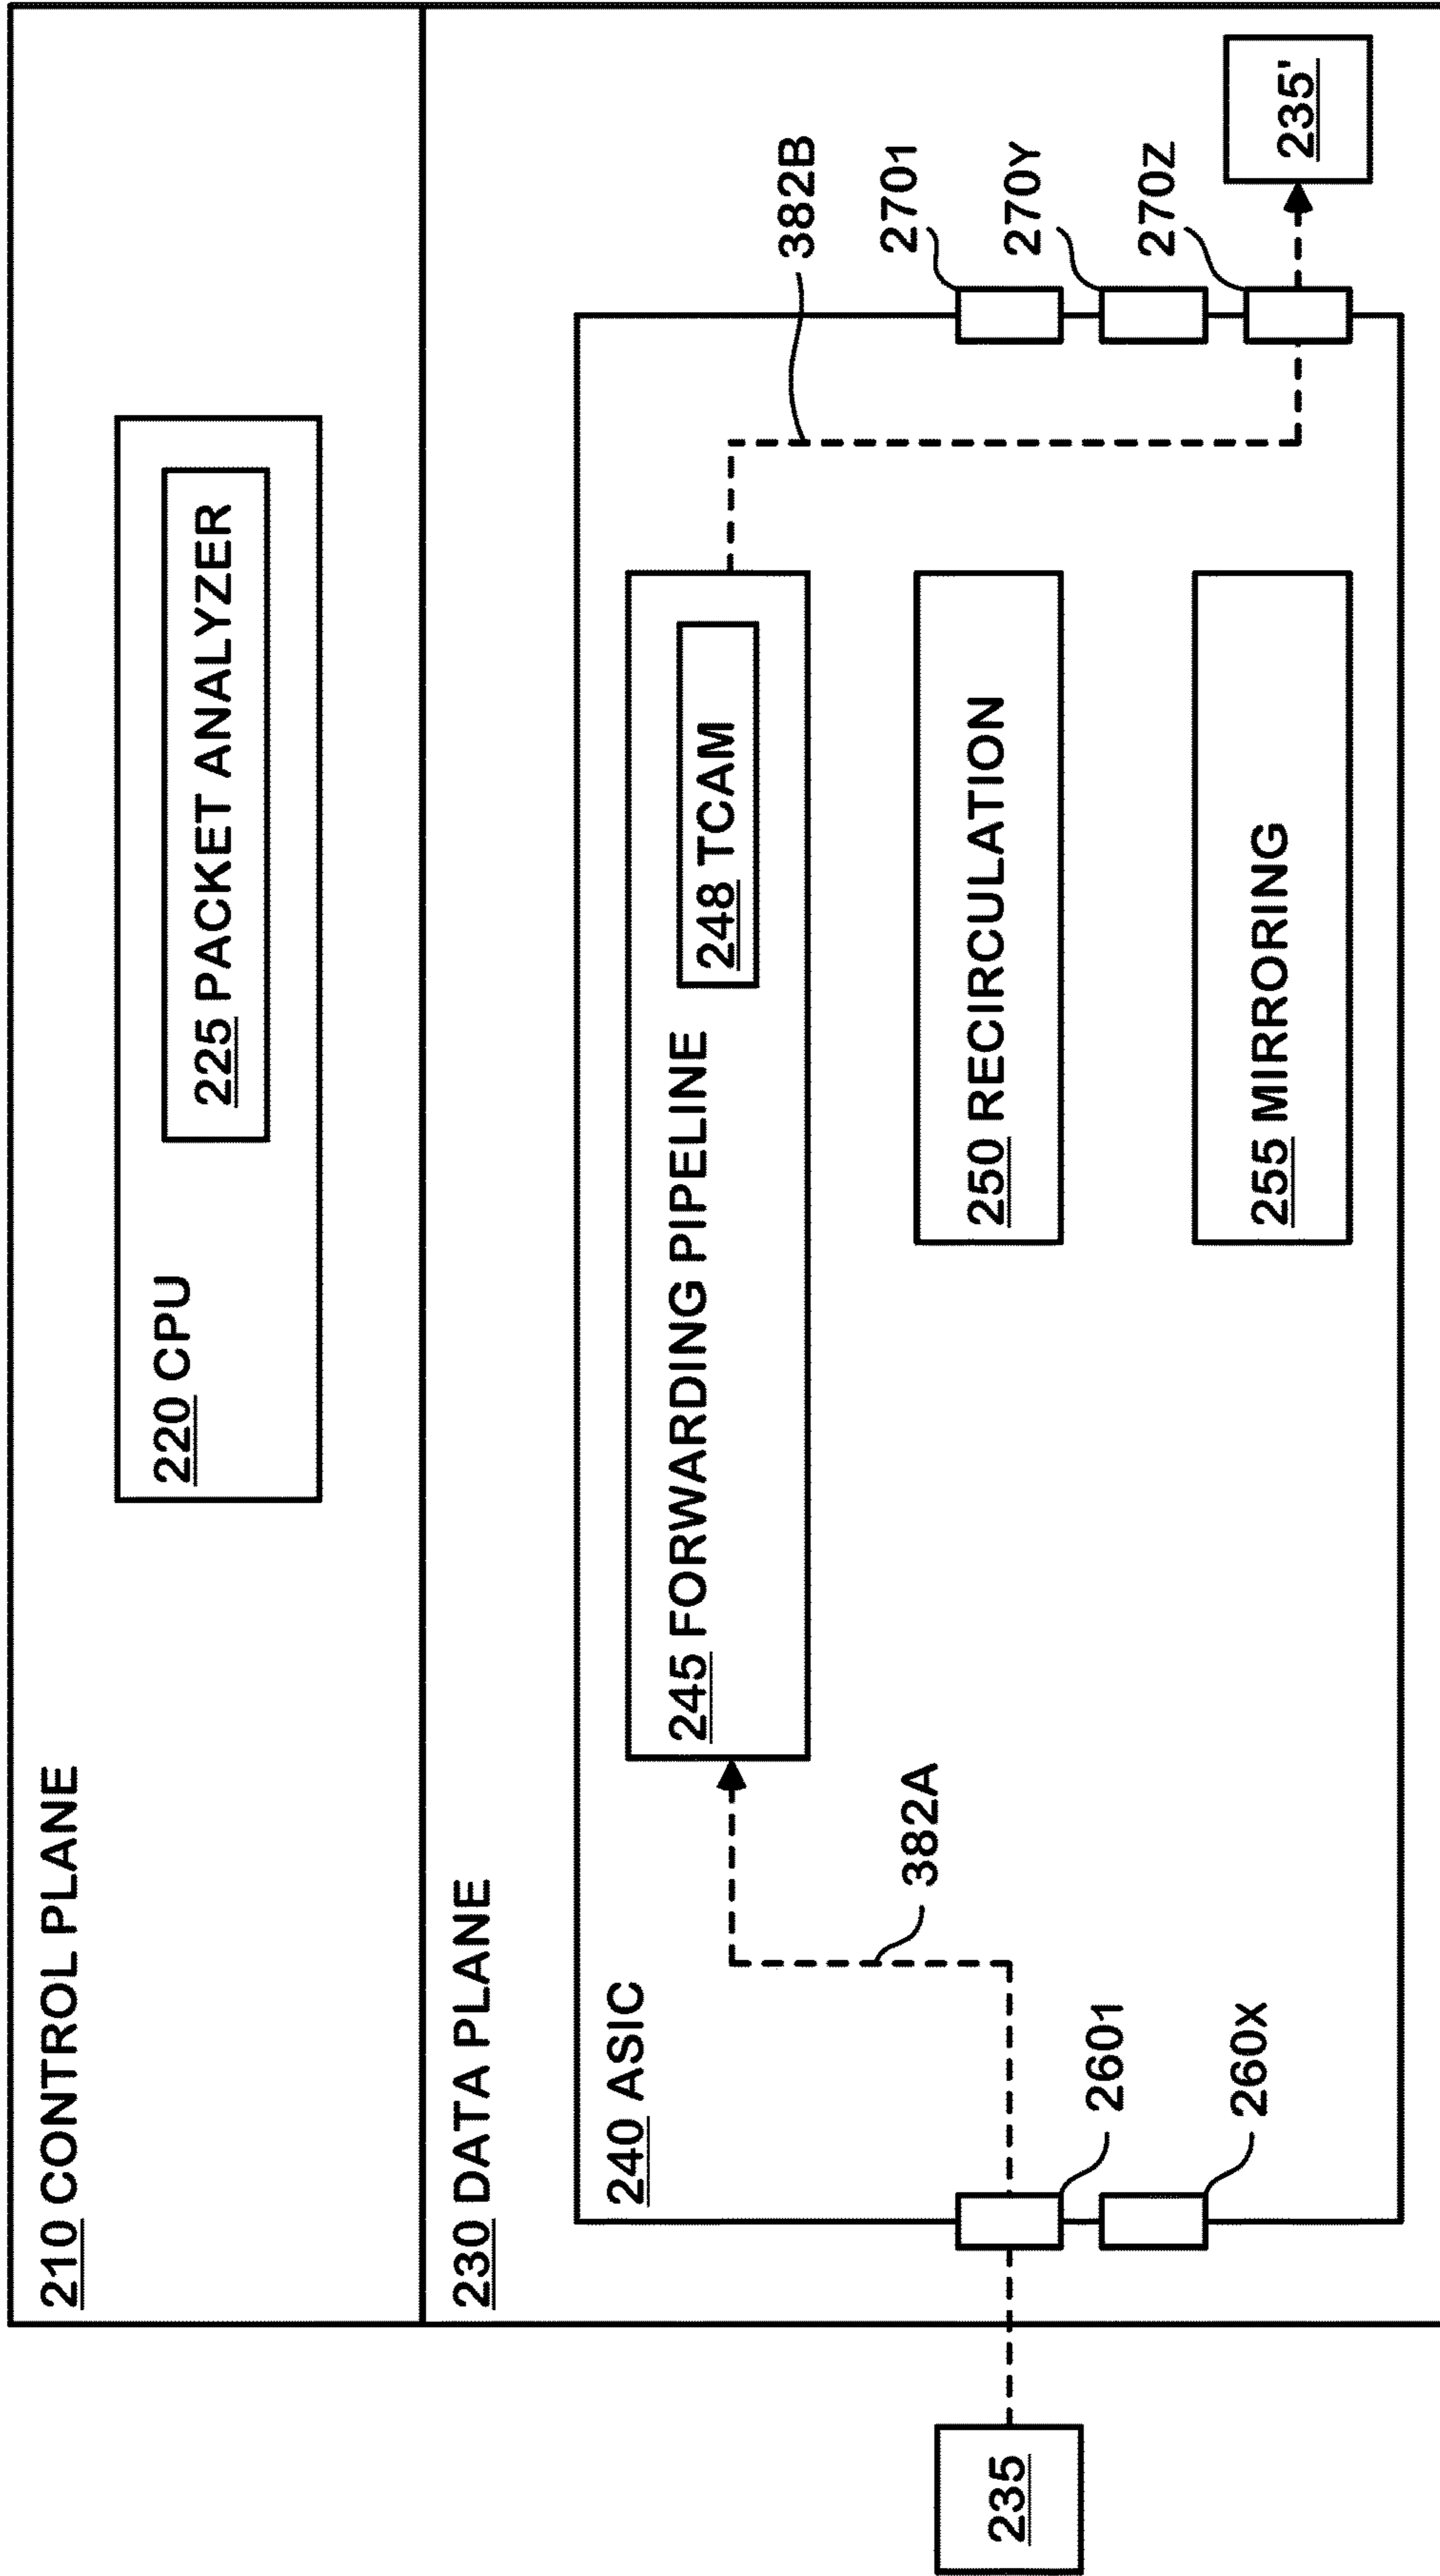 210 CONTROL PLANE
220 CPU
225 PACKET ANALYZER
230 DATA PLANE
240 ASIC
245 FORWARDING PIPELINE
248 TCAM
250 RECIRCULATION
255 MIRRORING
382A
382B
2601
260X
2701
270Y
270Z
235
235'